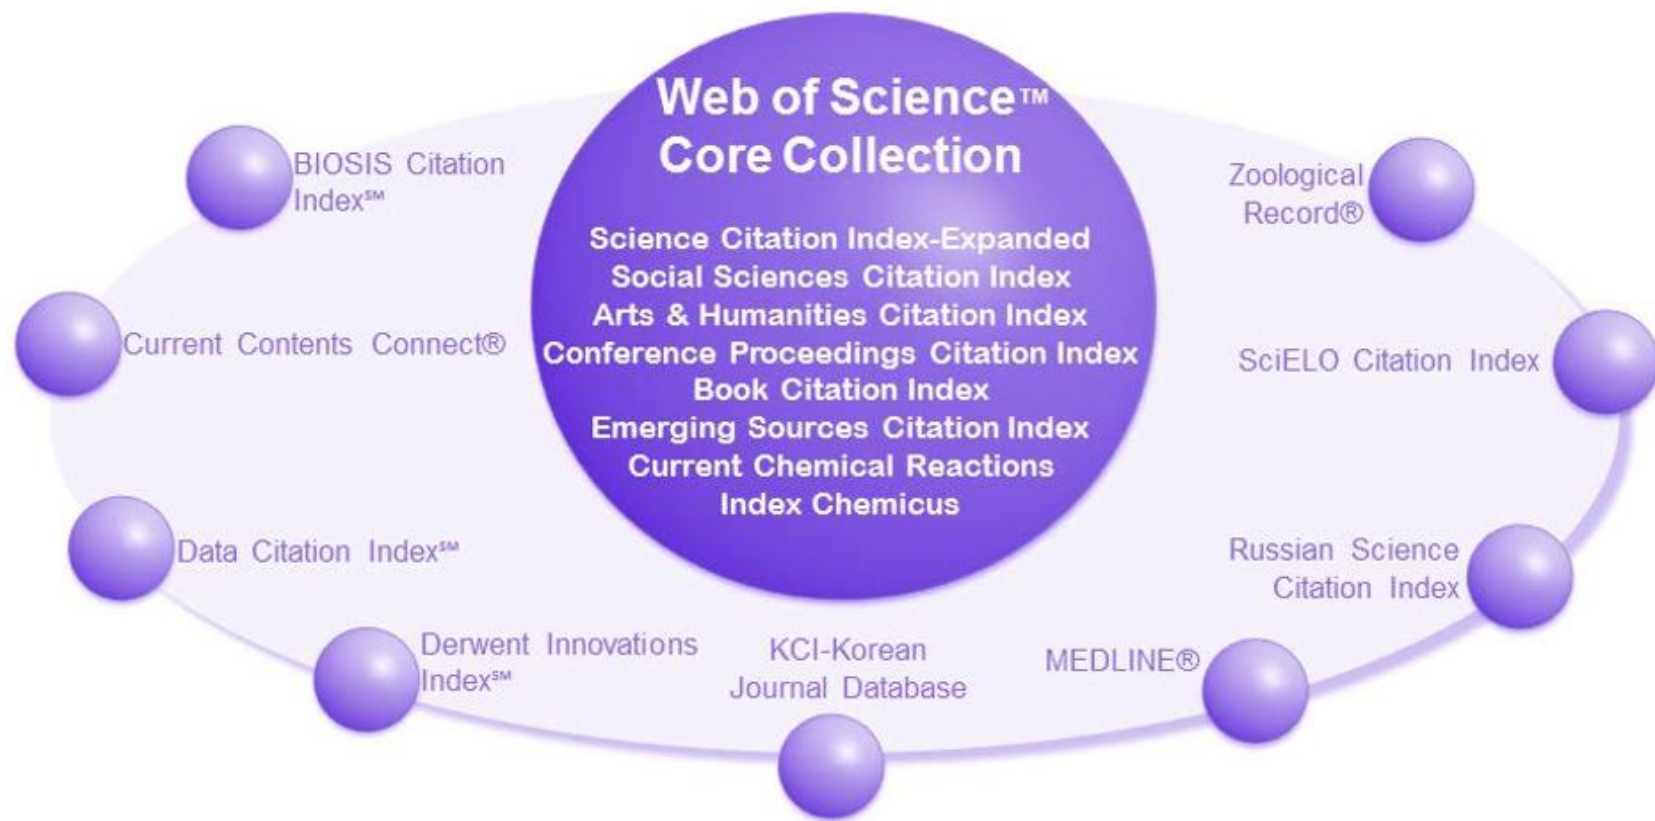 Web of Science™
Core Collection
Science Citation Index-Expanded
Social Sciences Citation Index
Arts & Humanities Citation Index
Conference Proceedings Citation Index
Book Citation Index
Emerging Sources Citation Index
Current Chemical Reactions
Index Chemicus
BIOSIS Citation
Index℠
Current Contents Connect®
Data Citation Index℠
Derwent Innovations
Index℠
KCI-Korean
Journal Database
MEDLINE®
Russian Science
Citation Index
SciELO Citation Index
Zoological
Record®